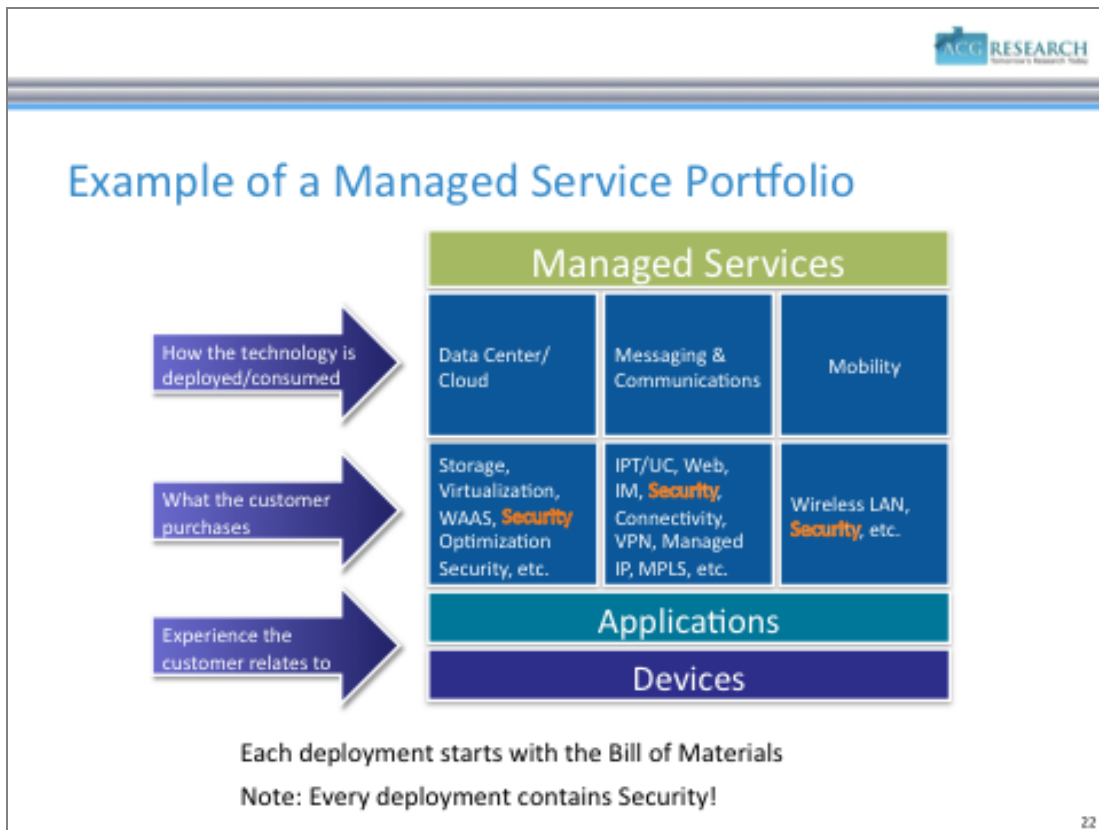 ACG RESEARCH
Tomorrow's Research Today
Example of a Managed Service Portfolio
Managed Services
How the technology is
deployed/consumed
Data Center/
Cloud
Messaging &
Communications
Mobility
What the customer
purchases
Storage,
Virtualization,
WAAS, Security
Optimization
Security, etc.
IPT/UC, Web,
IM, Security,
Connectivity,
VPN, Managed
IP, MPLS, etc.
Wireless LAN,
Security, etc.
Experience the
customer relates to
Applications
Devices
Each deployment starts with the Bill of Materials
Note: Every deployment contains Security!
22